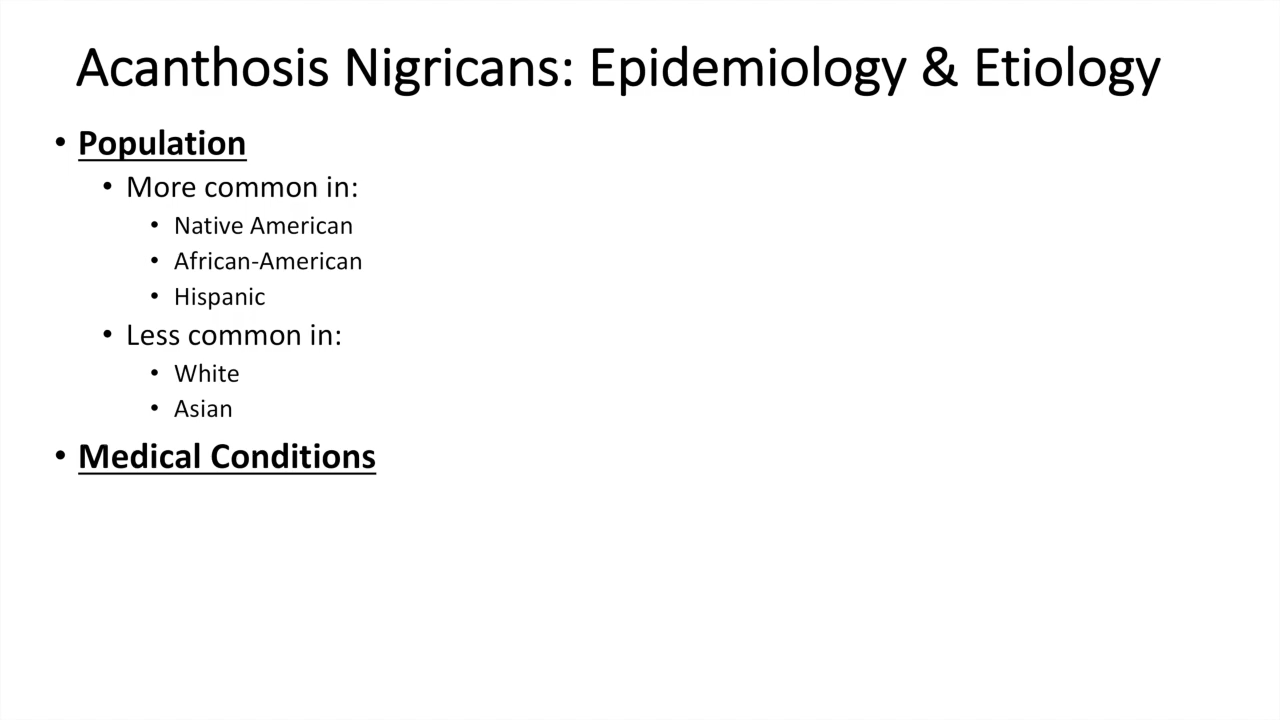 Acanthosis Nigricans: Epidemiology & Etiology
• Population
• More common in:
• Native American
• African-American
• Hispanic
• Less common in:
• White
• Asian
• Medical Conditions